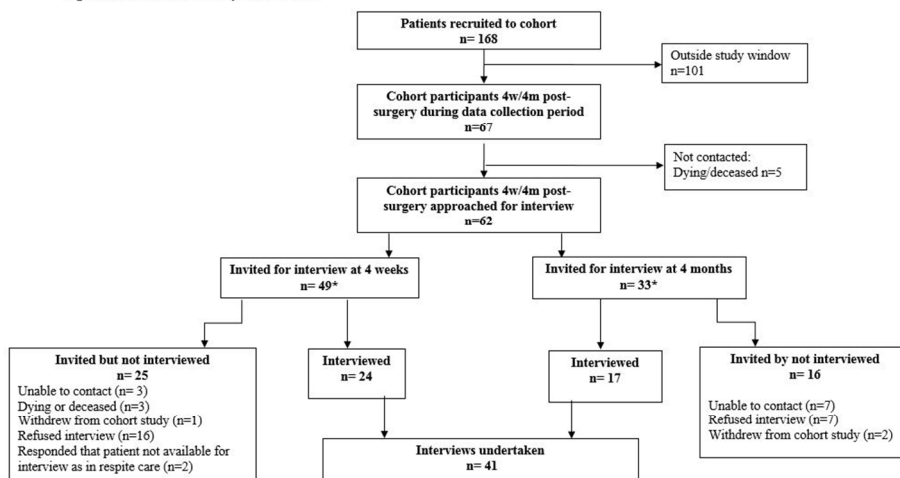 Patients recruited to cohort
n= 168
Outside study window
n=101
Cohort participants 4w/4m post-
surgery during data collection period
n=67
Not contacted:
Dying/deceased n=5
Cohort participants 4w/4m post-
surgery approached for interview
n=62
Invited for interview at 4 weeks
n= 49*
Invited for interview at 4 months
n= 33*
Invited but not interviewed
n= 25
Unable to contact (n= 3)
Dying or deceased (n=3)
Withdrew from cohort study (n=1)
Refused interview (n=16)
Responded that patient not available for
interview as in respite care (n=2)
Interviewed
n= 24
Interviewed
n= 17
Invited by not interviewed
n= 16
Unable to contact (n=7)
Refused interview (n=7)
Withdrew from cohort study (n=2)
Interviews undertaken
n= 41